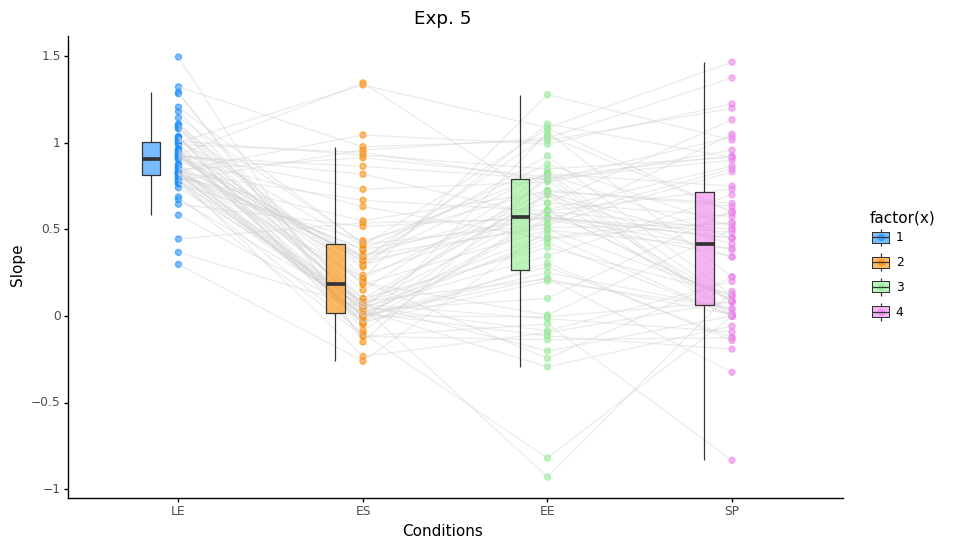 Exp. 5
1.5
1
0.5
0
−0.5
−1
Slope
LE
ES
EE
SP
Conditions
factor(x)
1
2
3
4